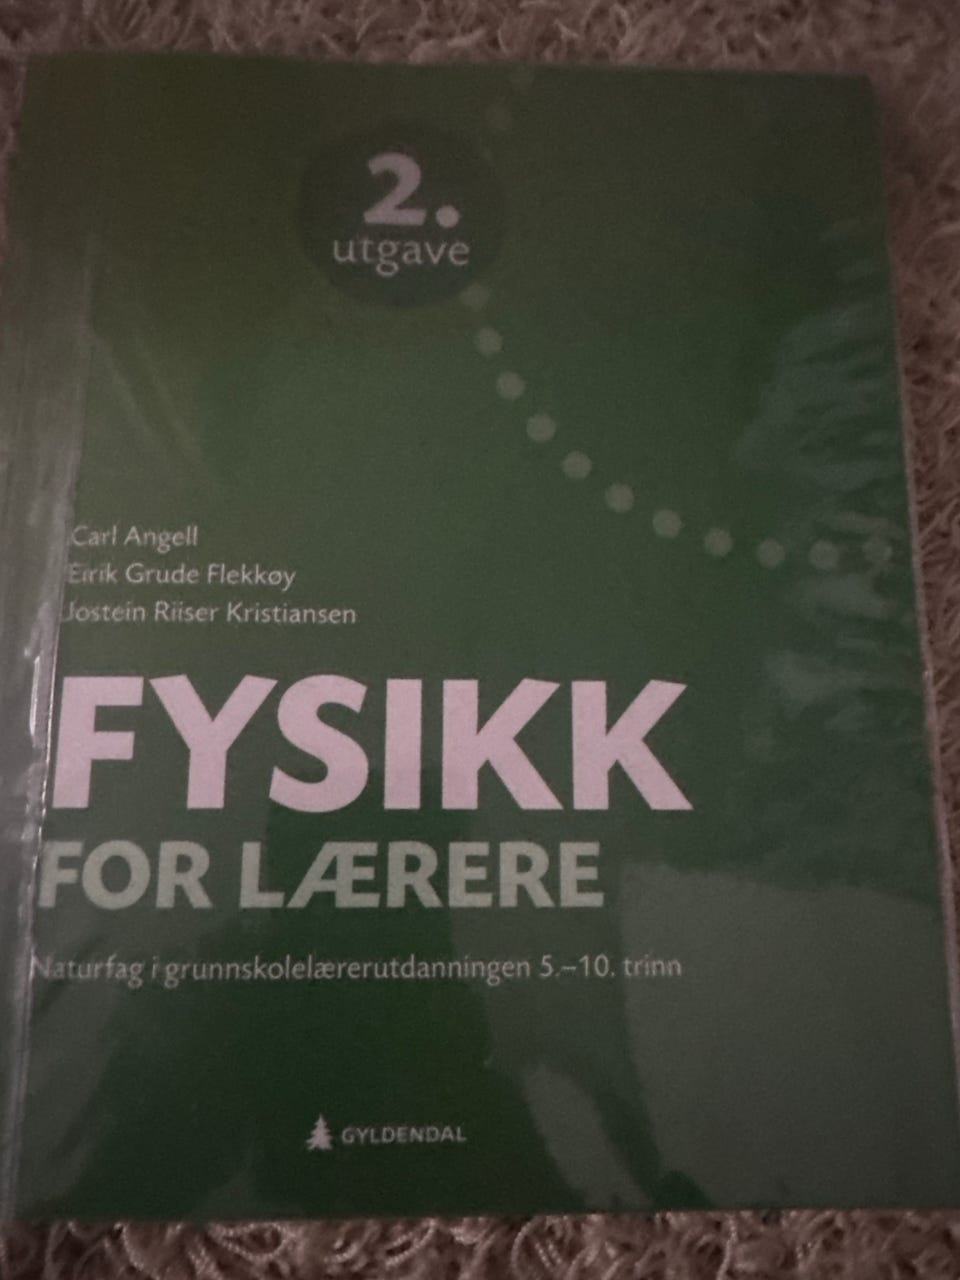 2.
utgave
Carl Angell
Eirik Grude Flekkøy
Jostein Riiser Kristiansen
FYSIKK
FOR LÆRERE
Naturfag i grunnskolelærerutdanningen 5.–10. trinn
GYLDENDAL